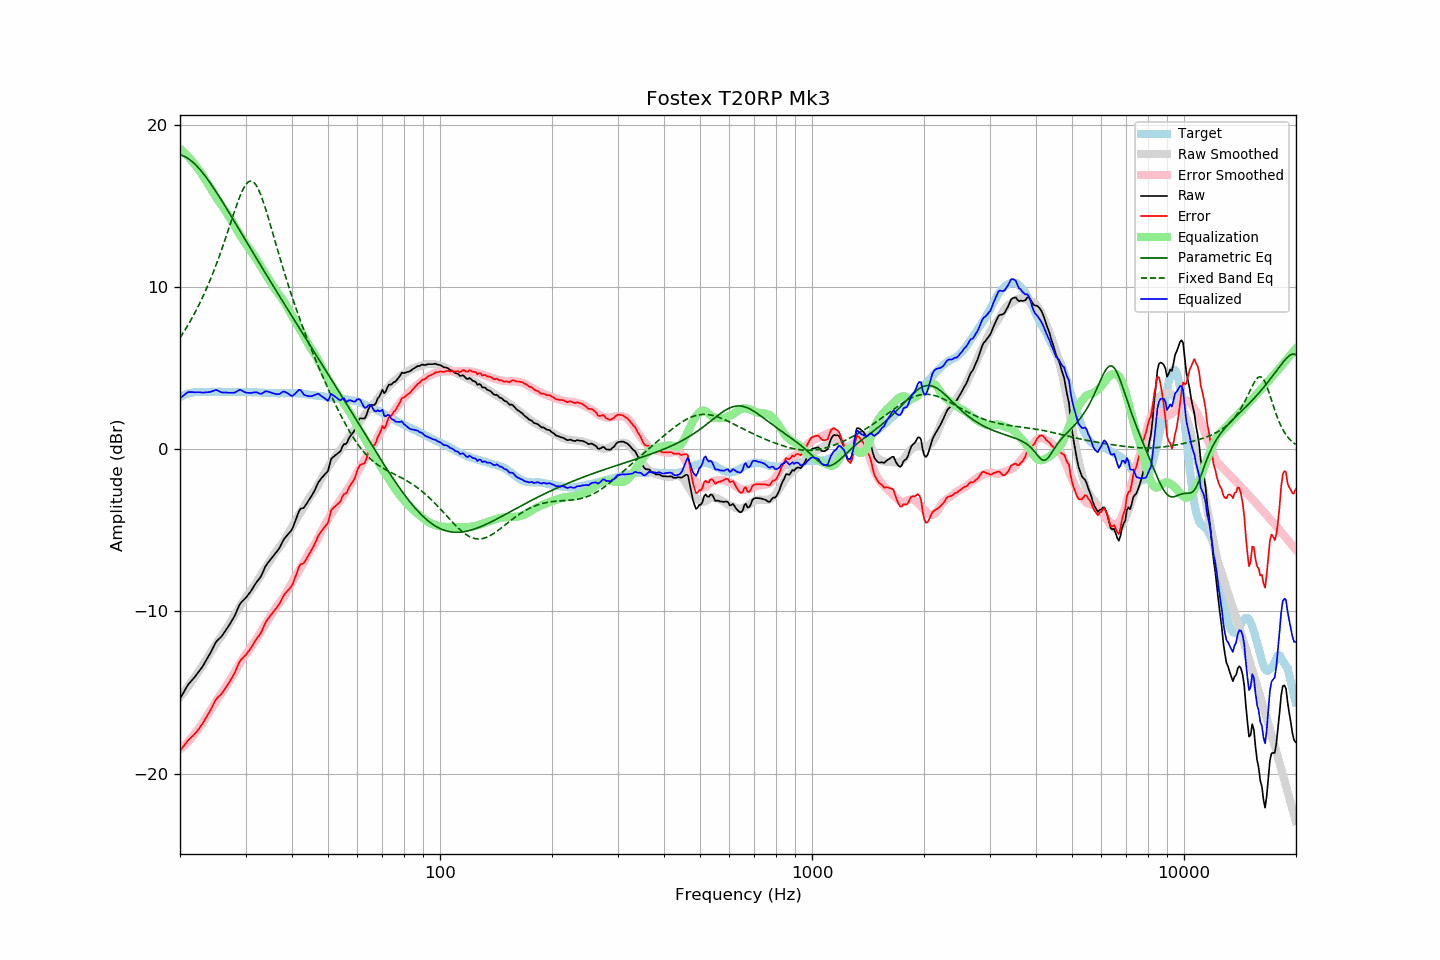 Fostex T20RP Mk3
20
10
0
−10
−20
Amplitude (dBr)
Target
Raw Smoothed
Error Smoothed
Raw
Error
Equalization
Parametric Eq
Fixed Band Eq
Equalized
100
1000
10000
Frequency (Hz)